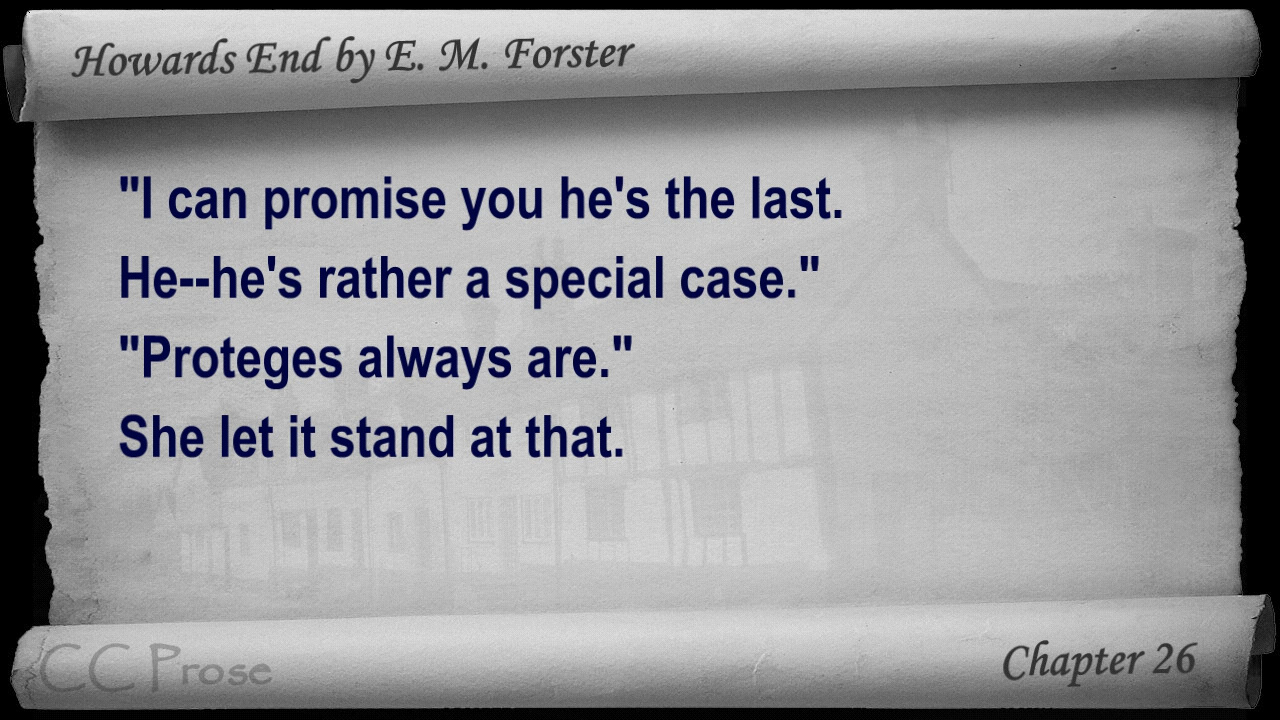 Howards End by E. M. Forster
"I can promise you he's the last.
He--he's rather a special case."
"Proteges always are."
She let it stand at that.
CC Prose
Chapter 26